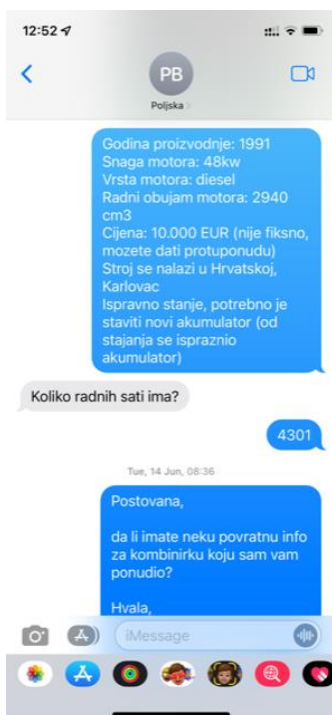 12:52
PB
Poljska
Godina proizvodnje: 1991
Snaga motora: 48kw
Vrsta motora: diesel
Radni obujam motora: 2940
cm3
Cijena: 10.000 EUR (nije fiksno,
mozete dati protuponudu)
Stroj se nalazi u Hrvatskoj,
Karlovac
Ispravno stanje, potrebno je
staviti novi akumulator (od
stajanja se ispraznio
akumulator)
Koliko radnih sati ima?
4301
Tue, 14 Jun, 08:36
Postovana,
da li imate neku povratnu info
za kombinirku koju sam vam
ponudio?
Hvala,
iMessage